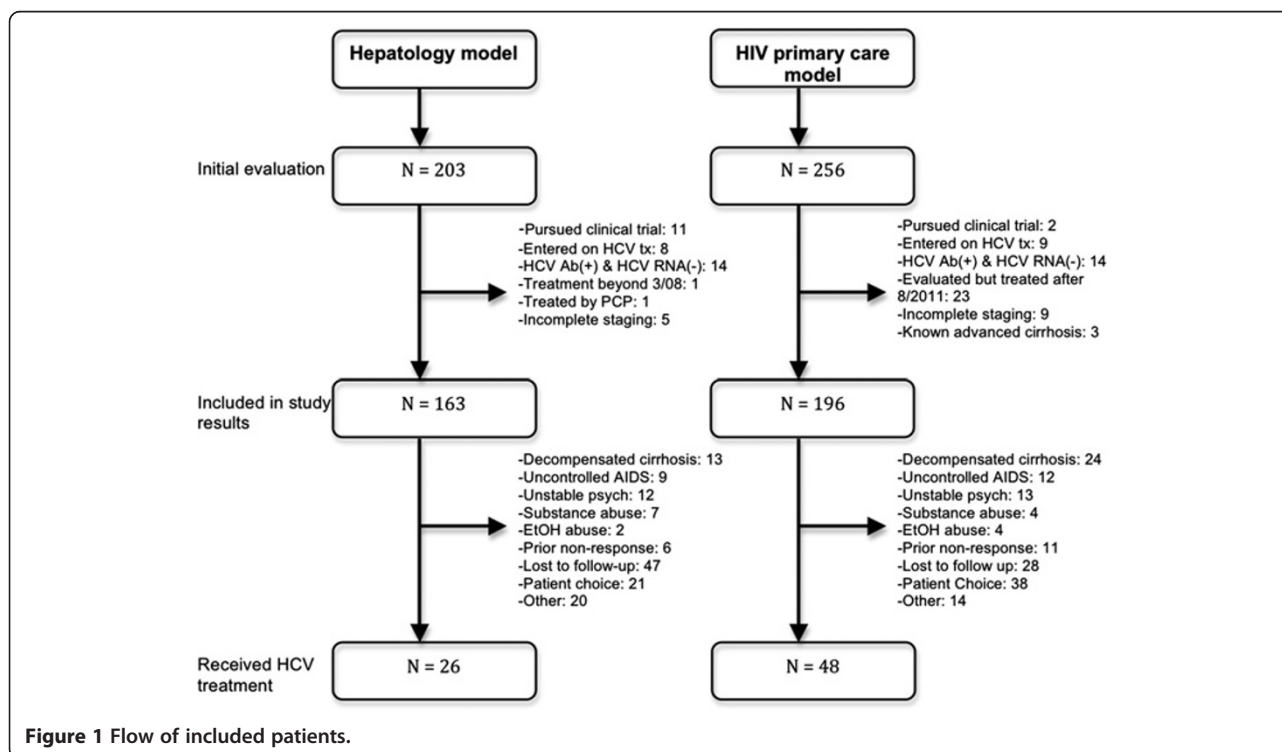 Hepatology model
HIV primary care
model
Initial evaluation
N = 203
N = 256
-Pursued clinical trial: 11
-Entered on HCV tx: 8
-HCV Ab(+) & HCV RNA(-): 14
-Treatment beyond 3/08: 1
-Treated by PCP: 1
-Incomplete staging: 5
-Pursued clinical trial: 2
-Entered on HCV tx: 9
-HCV Ab(+) & HCV RNA(-): 14
-Evaluated but treated after
8/2011: 23
-Incomplete staging: 9
-Known advanced cirrhosis: 3
Included in study
results
N = 163
N = 196
-Decompensated cirrhosis: 13
-Uncontrolled AIDS: 9
-Unstable psych: 12
-Substance abuse: 7
-EtOH abuse: 2
-Prior non-response: 6
-Lost to follow-up: 47
-Patient choice: 21
-Other: 20
-Decompensated cirrhosis: 24
-Uncontrolled AIDS: 12
-Unstable psych: 13
-Substance abuse: 4
-EtOH abuse: 4
-Prior non-response: 11
-Lost to follow up: 28
-Patient Choice: 38
-Other: 14
Received HCV
treatment
N = 26
N = 48
Figure 1 Flow of included patients.